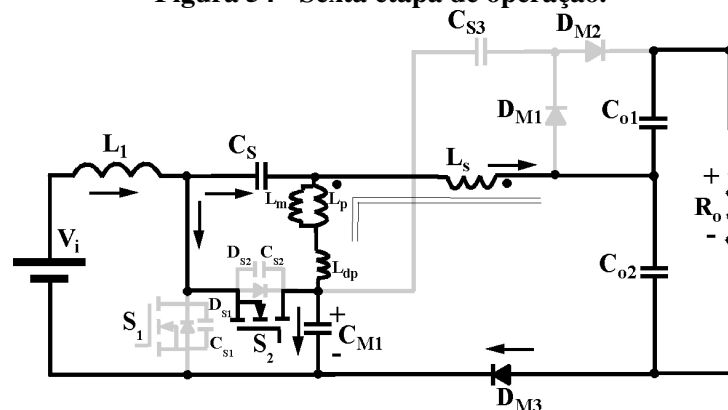 Figura 34 - Sexta etapa de operação.
C_S3
D_M2
D_M1
C_o1
L_1
C_S
L_s
L_m
L_p
+
R_o
-
V_i
D_S2
C_S2
L_dp
C_o2
D_S1
S_1
S_2
C_S1
+
C_M1
-
D_M3